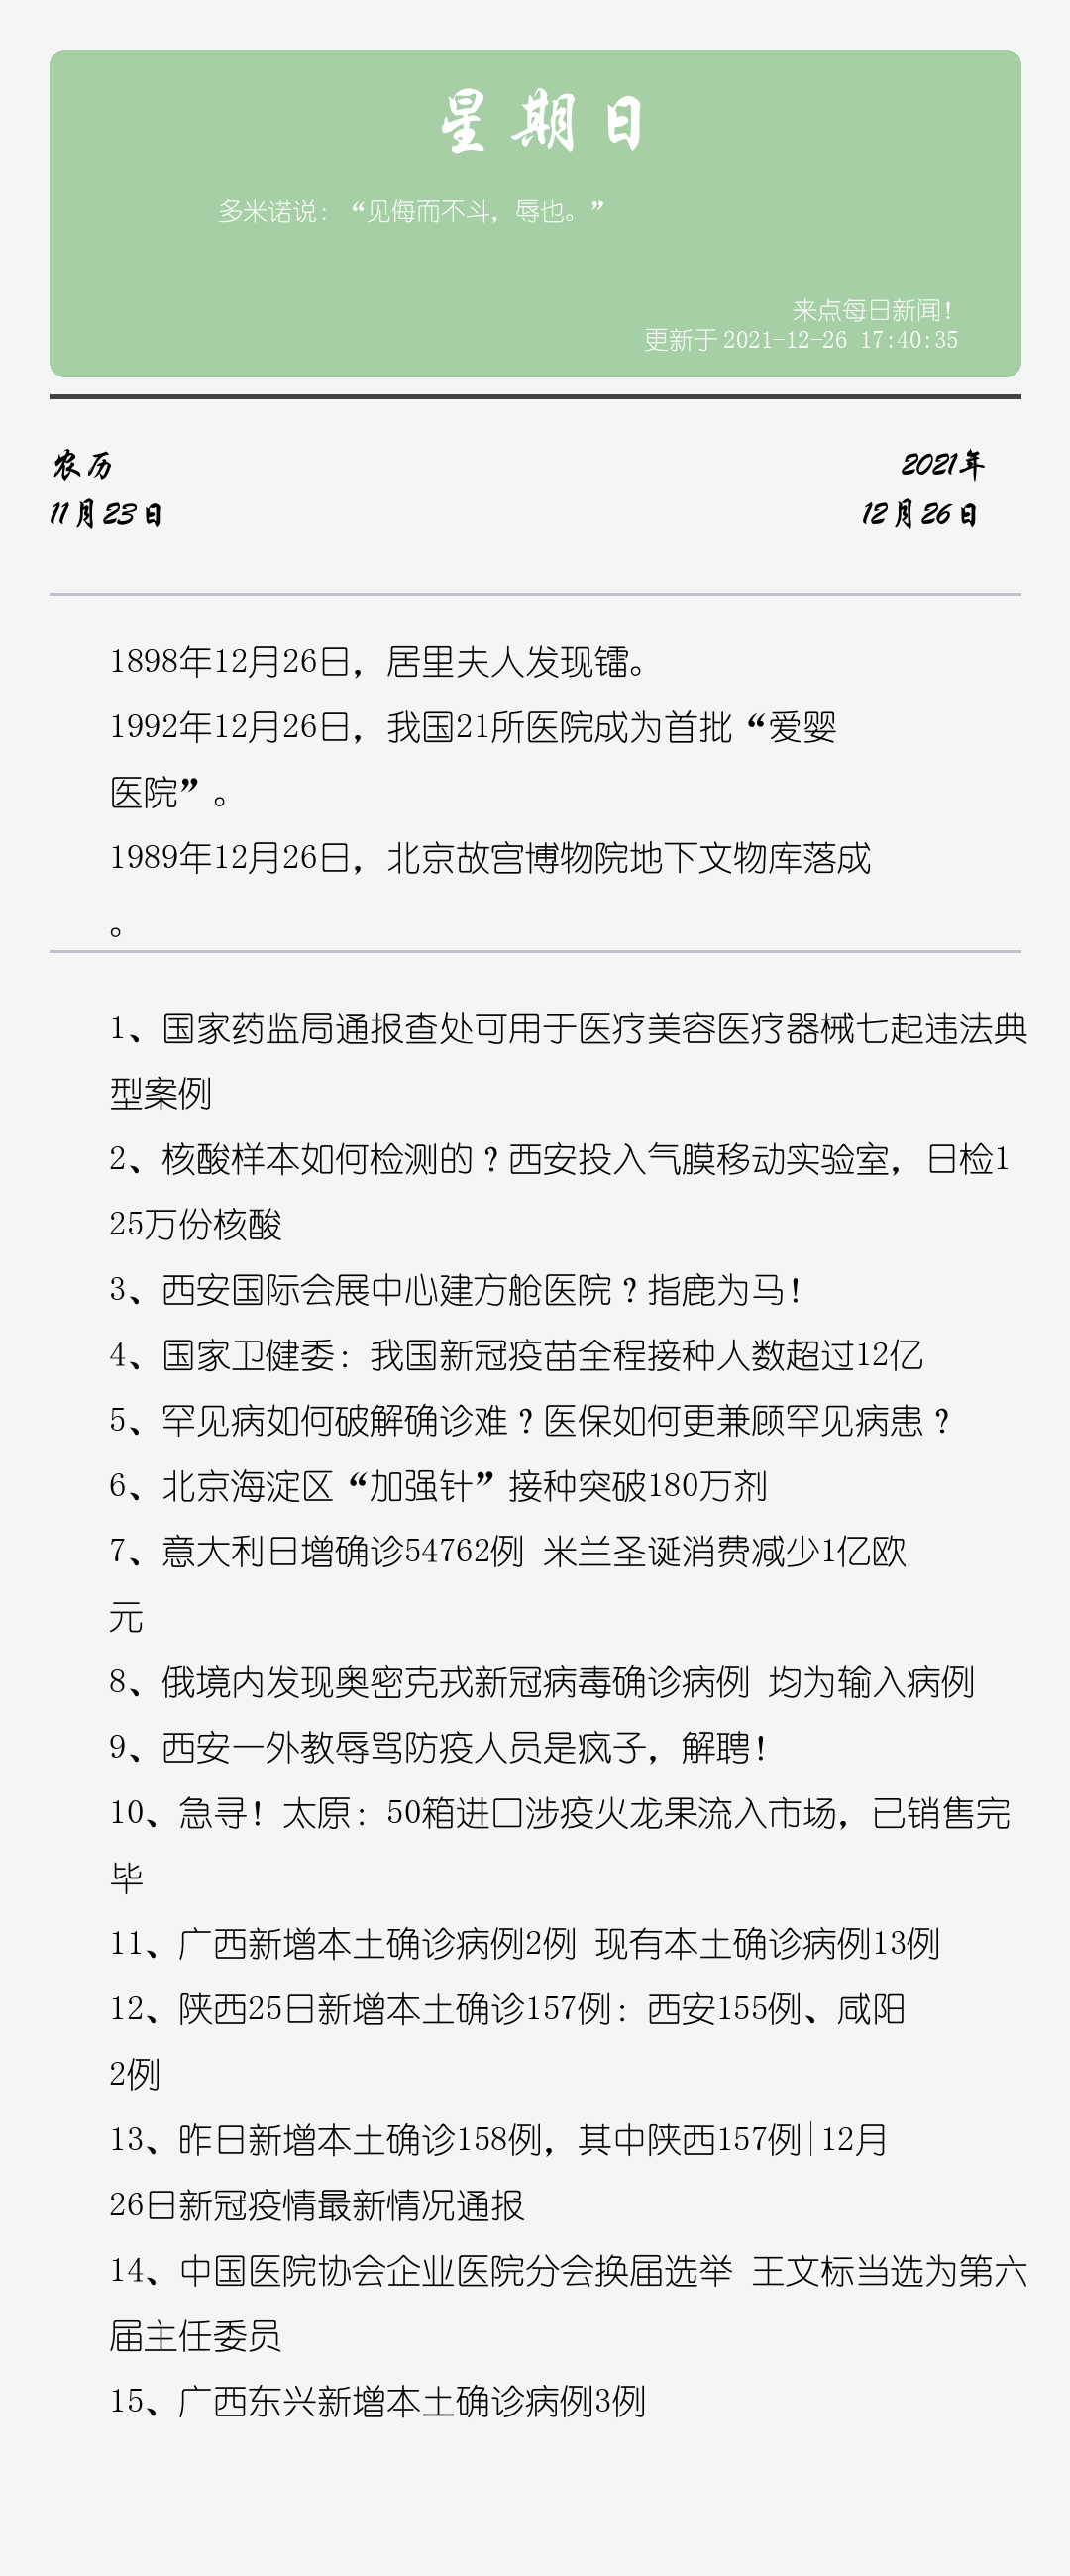 星期日
多米诺说：“见侮而不斗，辱也。”
来点每日新闻！
更新于 2021-12-26 17:40:35
农历
11月23日
2021年
12月26日
1898年12月26日，居里夫人发现镭。
1992年12月26日，我国21所医院成为首批“爱婴
医院”。
1989年12月26日，北京故宫博物院地下文物库落成
。
1、国家药监局通报查处可用于医疗美容医疗器械七起违法典
型案例
2、核酸样本如何检测的？西安投入气膜移动实验室，日检1
25万份核酸
3、西安国际会展中心建方舱医院？指鹿为马！
4、国家卫健委：我国新冠疫苗全程接种人数超过12亿
5、罕见病如何破解确诊难？医保如何更兼顾罕见病患？
6、北京海淀区“加强针”接种突破180万剂
7、意大利日增确诊54762例 米兰圣诞消费减少1亿欧
元
8、俄境内发现奥密克戎新冠病毒确诊病例 均为输入病例
9、西安一外教辱骂防疫人员是疯子，解聘！
10、急寻！太原：50箱进口涉疫火龙果流入市场，已销售完
毕
11、广西新增本土确诊病例2例 现有本土确诊病例13例
12、陕西25日新增本土确诊157例：西安155例、咸阳
2例
13、昨日新增本土确诊158例，其中陕西157例|12月
26日新冠疫情最新情况通报
14、中国医院协会企业医院分会换届选举 王文标当选为第六
届主任委员
15、广西东兴新增本土确诊病例3例